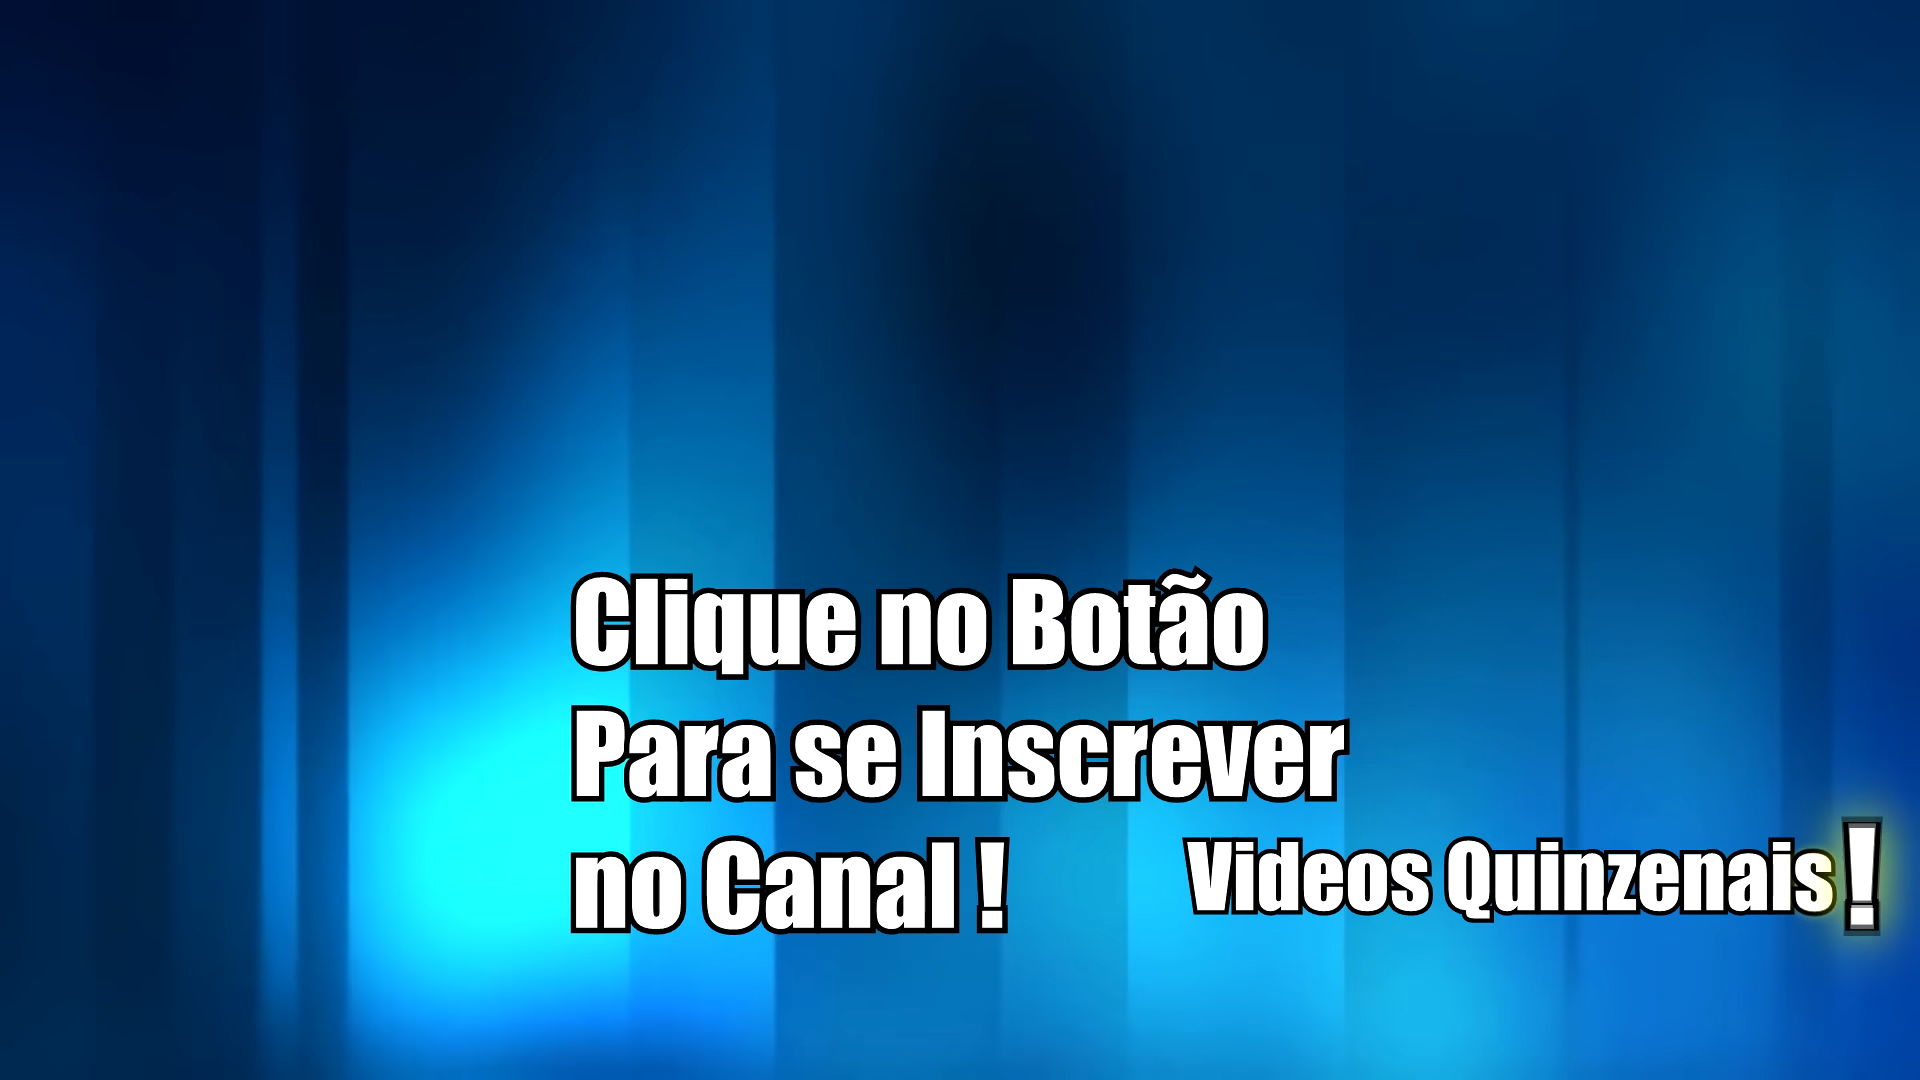 Clique no Botão
Para se Inscrever
no Canal !
Videos Quinzenais!